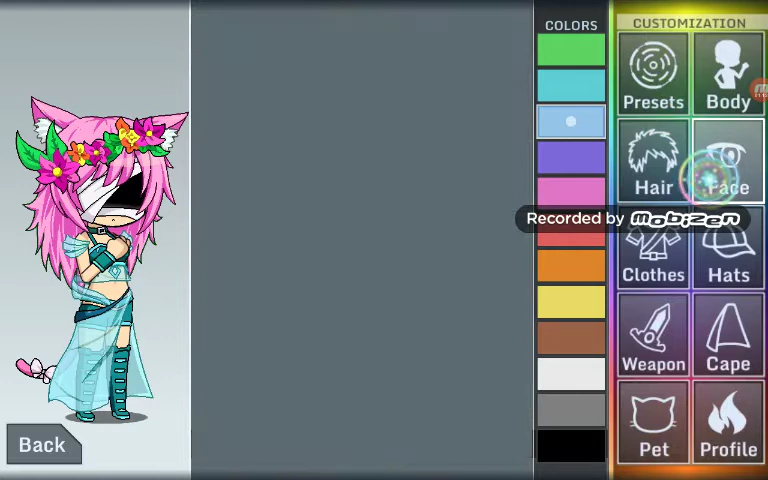 COLORS
CUSTOMIZATION
Presets
Body
Hair
Face
Recorded by Mobizen
Clothes
Hats
Weapon
Cape
Pet
Profile
Back